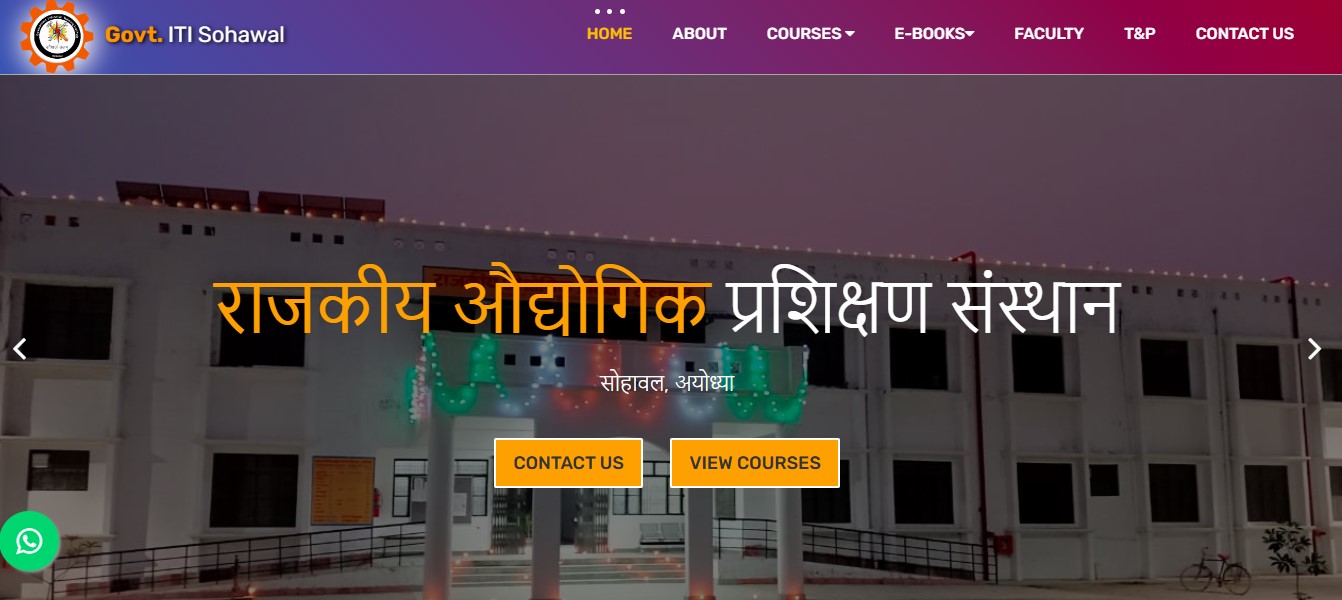 Govt. ITI Sohawal
HOME ABOUT COURSES E-BOOKS FACULTY T&P CONTACT US
राजकीय औद्योगिक प्रशिक्षण संस्थान
सोहावल, अयोध्या
CONTACT US VIEW COURSES